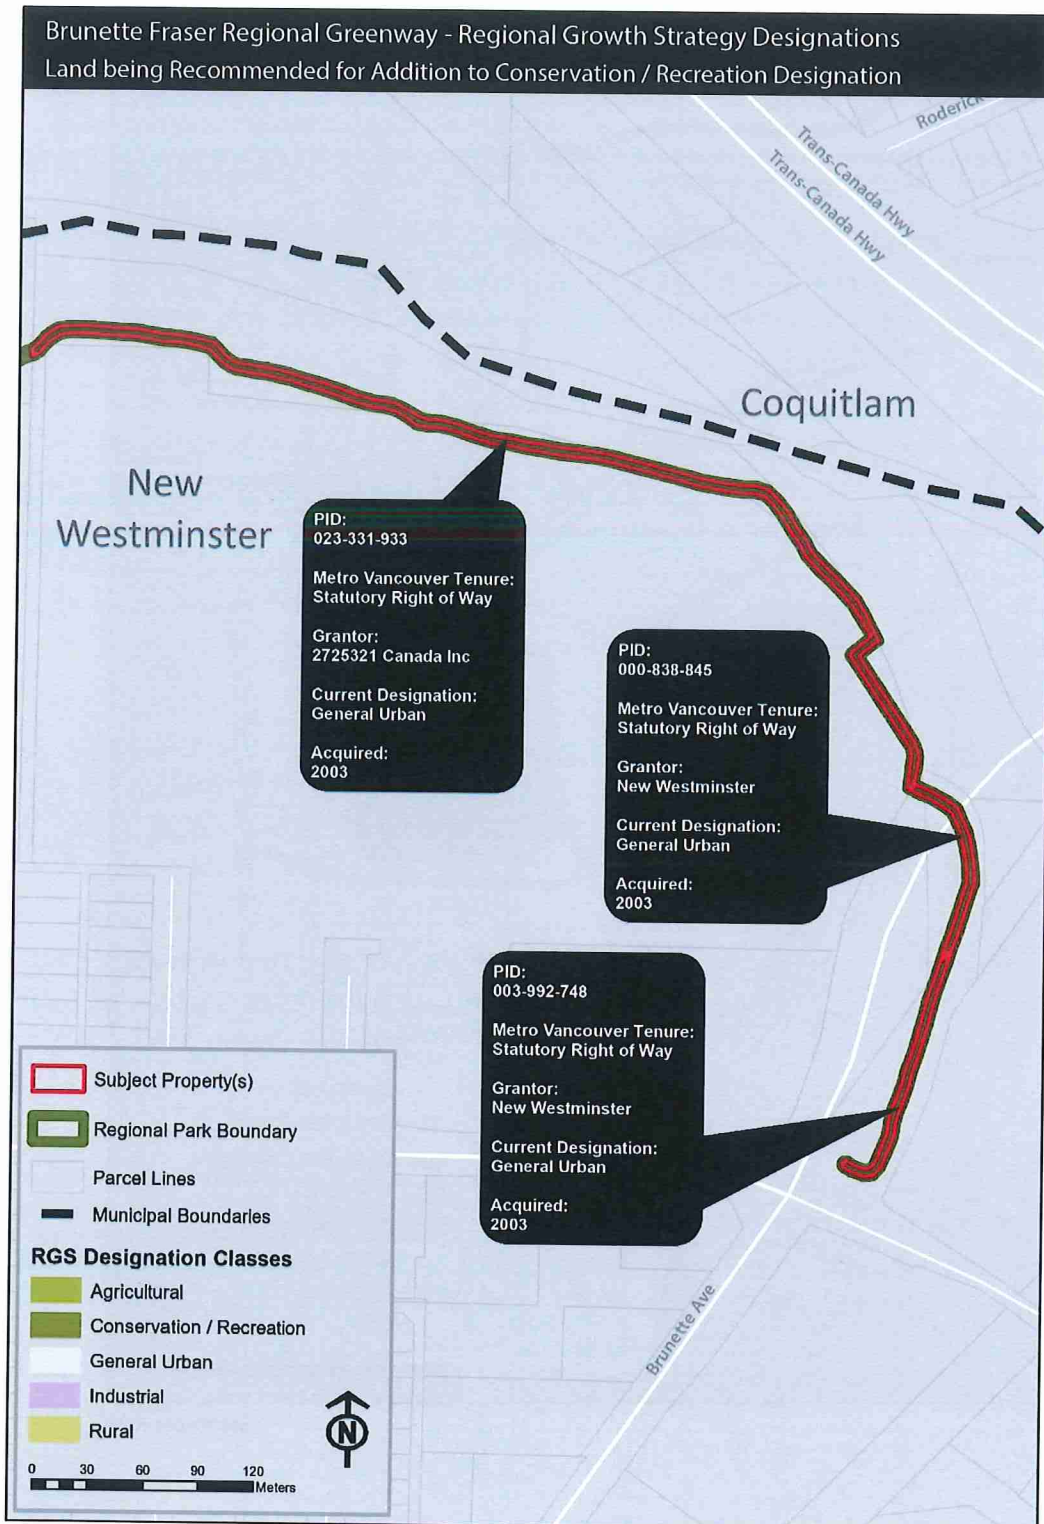 Brunette Fraser Regional Greenway - Regional Growth Strategy Designations
Land being Recommended for Addition to Conservation / Recreation Designation
Trans-Canada Hwy
Trans-Canada Hwy
Coquitlam
New
Westminster
PID:
023-331-933
Metro Vancouver Tenure:
Statutory Right of Way
Grantor:
2725321 Canada Inc
Current Designation:
General Urban
Acquired:
2003
PID:
000-838-845
Metro Vancouver Tenure:
Statutory Right of Way
Grantor:
New Westminster
Current Designation:
General Urban
Acquired:
2003
PID:
003-992-748
Metro Vancouver Tenure:
Statutory Right of Way
Grantor:
New Westminster
Current Designation:
General Urban
Acquired:
2003
Brunette Ave
Subject Property(s)
Regional Park Boundary
Parcel Lines
Municipal Boundaries
RGS Designation Classes
Agricultural
Conservation / Recreation
General Urban
Industrial
Rural
N
0 30 60 90 120
Meters